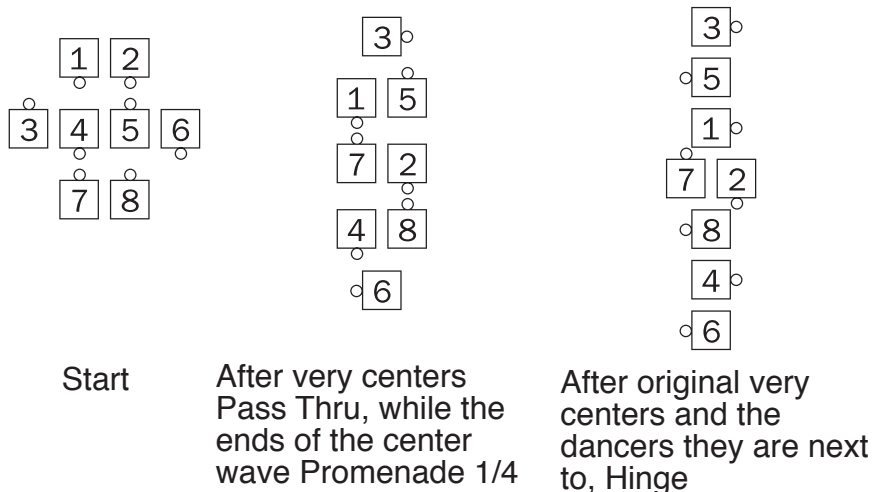 1 2
3 4 5 6
7 8
Start
3
1 5
7 2
4 8
6
After very centers
Pass Thru, while the
ends of the center
wave Promenade 1/4
3
5
1
7 2
8
4
6
After original very
centers and the
dancers they are next
to, Hinge